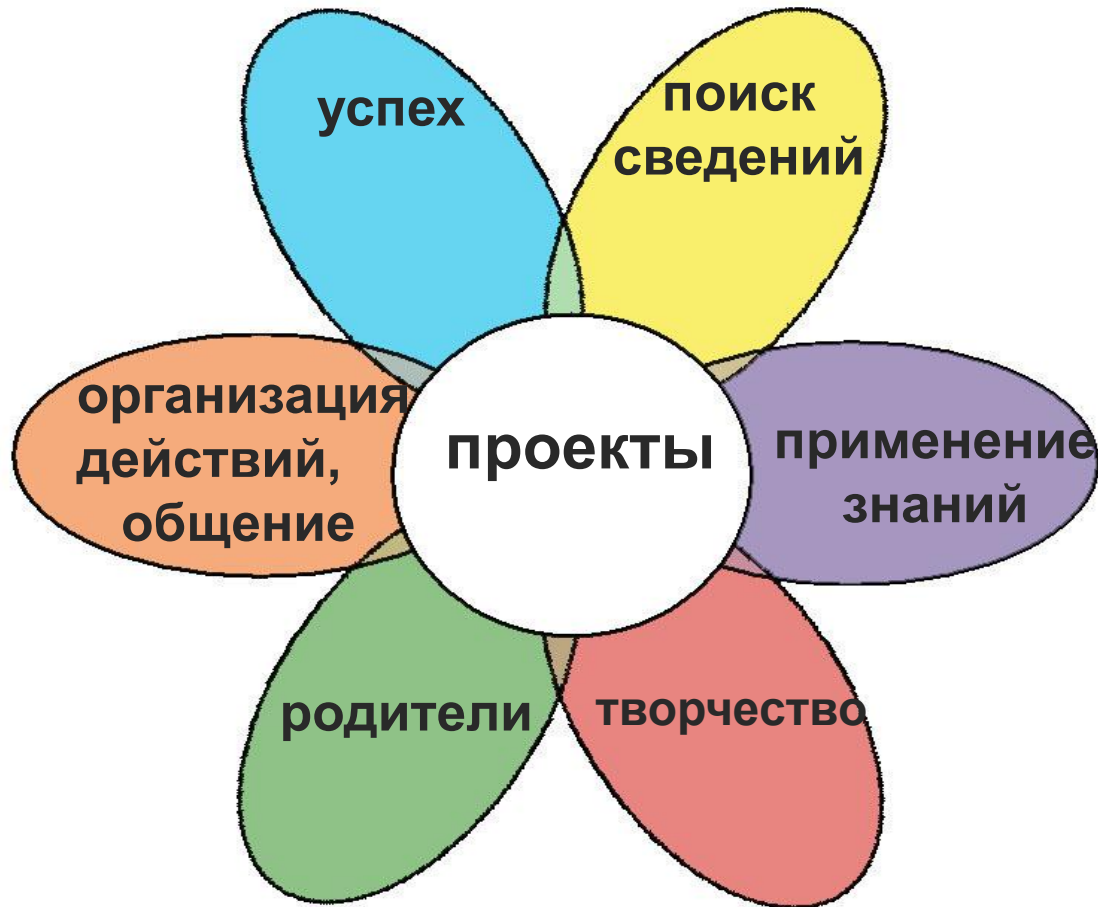 успех
поиск
сведений
организация
действий,
общение
проекты
применение
знаний
родители
творчество